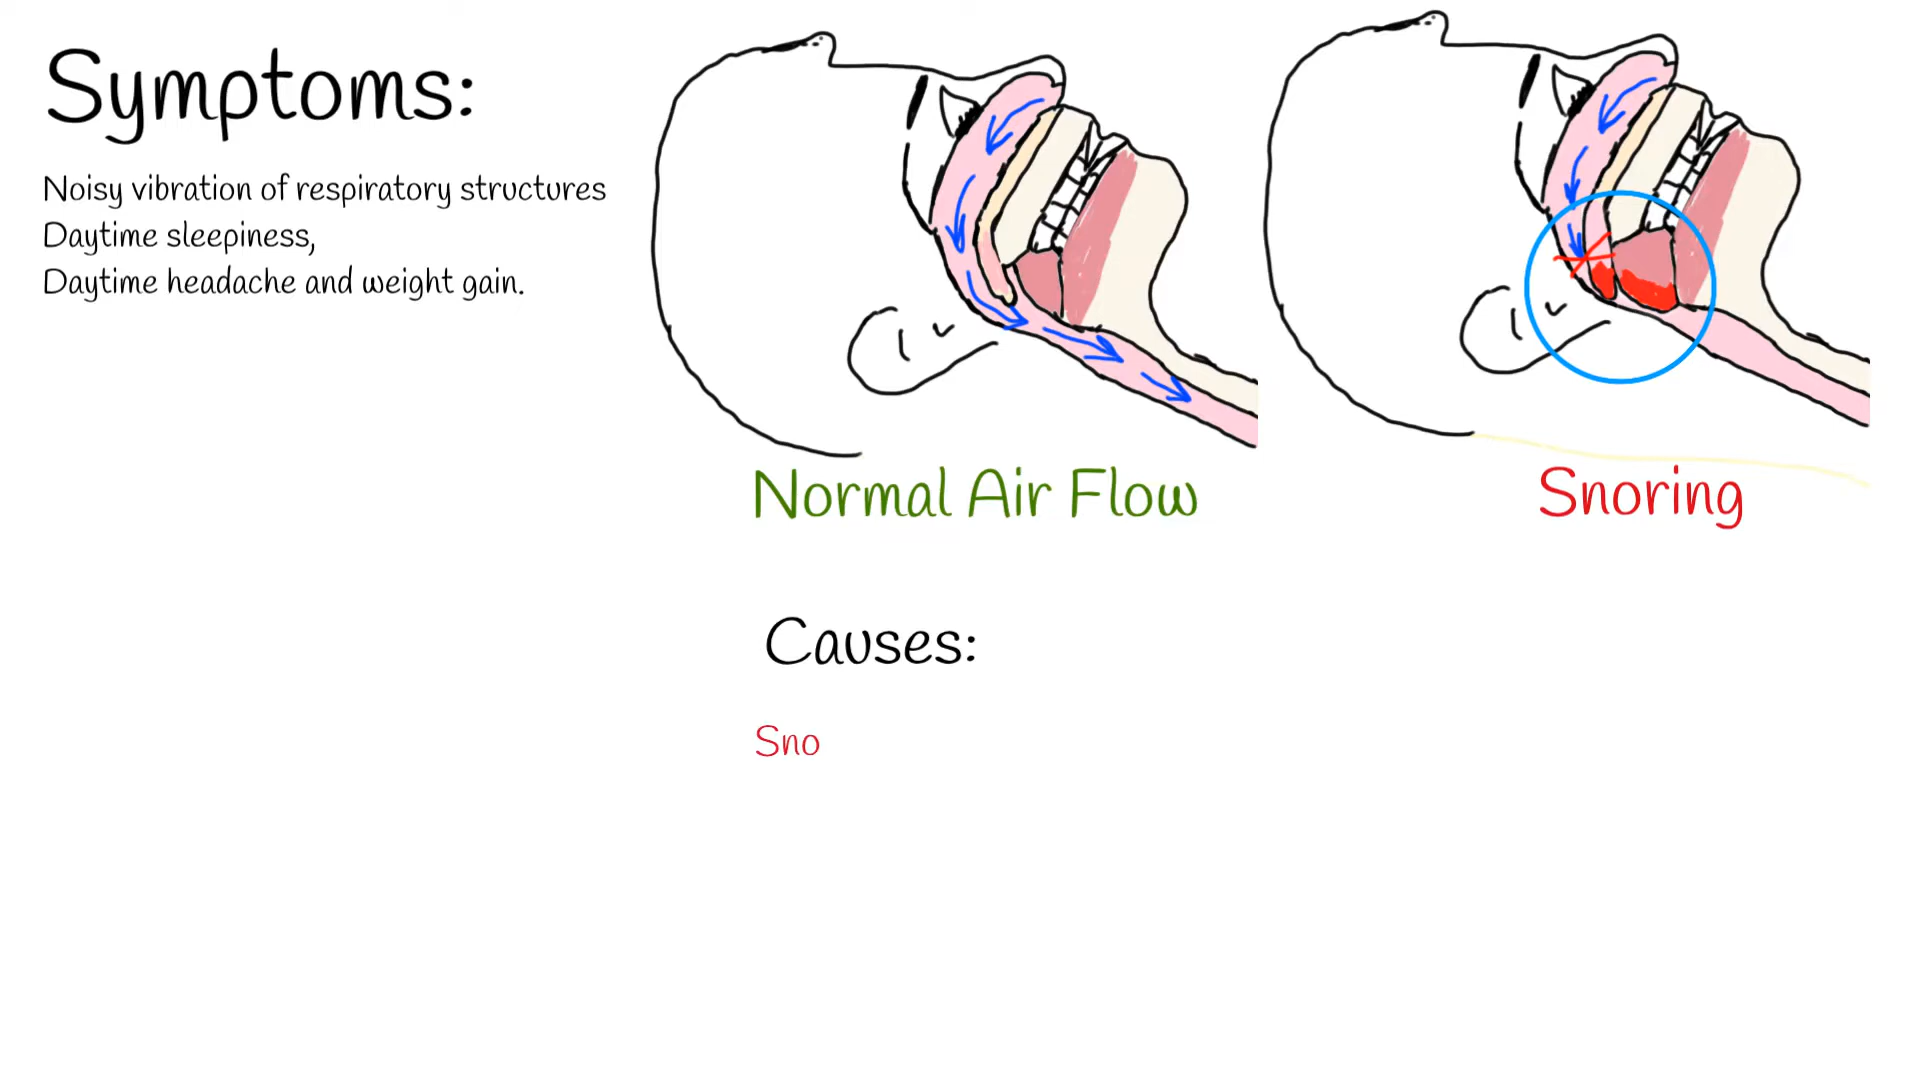 Symptoms:
Noisy vibration of respiratory structures
Daytime sleepiness,
Daytime headache and weight gain.
Normal Air Flow
Snoring
Causes:
Sno